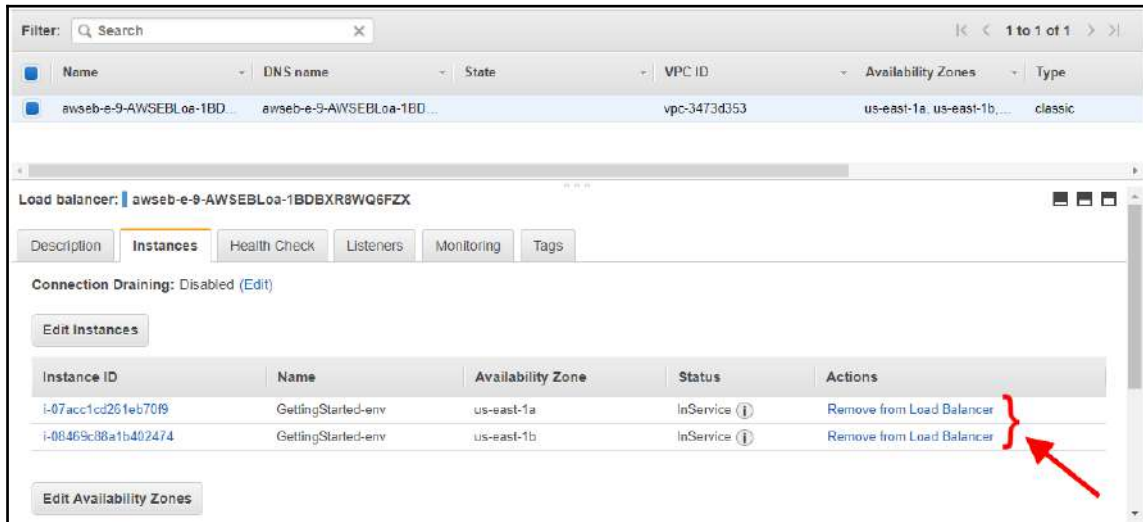 Filter: Search 1 to 1 of 1
Name DNS name State VPC ID Availability Zones Type
awseb-e-9-AWSEBLoa-1BD... awseb-e-9-AWSEBLoa-1BD... vpc-3473d353 us-east-1a, us-east-1b,... classic
Load balancer: awseb-e-9-AWSEBLoa-1BDBXR8WQ6FZX
Description Instances Health Check Listeners Monitoring Tags
Connection Draining: Disabled (Edit)
Edit Instances
Instance ID Name Availability Zone Status Actions
i-07acc1cd261eb70f9 GettingStarted-env us-east-1a InService Remove from Load Balancer
i-08469c88a1b402474 GettingStarted-env us-east-1b InService Remove from Load Balancer
Edit Availability Zones